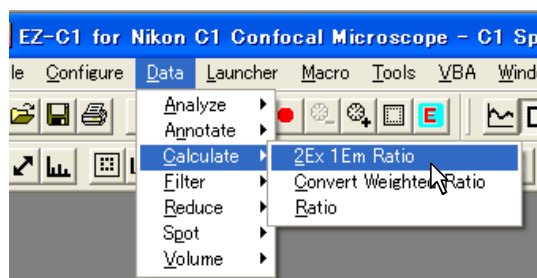 EZ-C1 for Nikon C1 Confocal Microscope - C1 Sp
le Configure Data Launcher Macro Tools VBA Wind
E
Analyze
Annotate
Calculate
Filter
Reduce
Spot
Volume
2Ex 1Em Ratio
Convert Weighted Ratio
Ratio